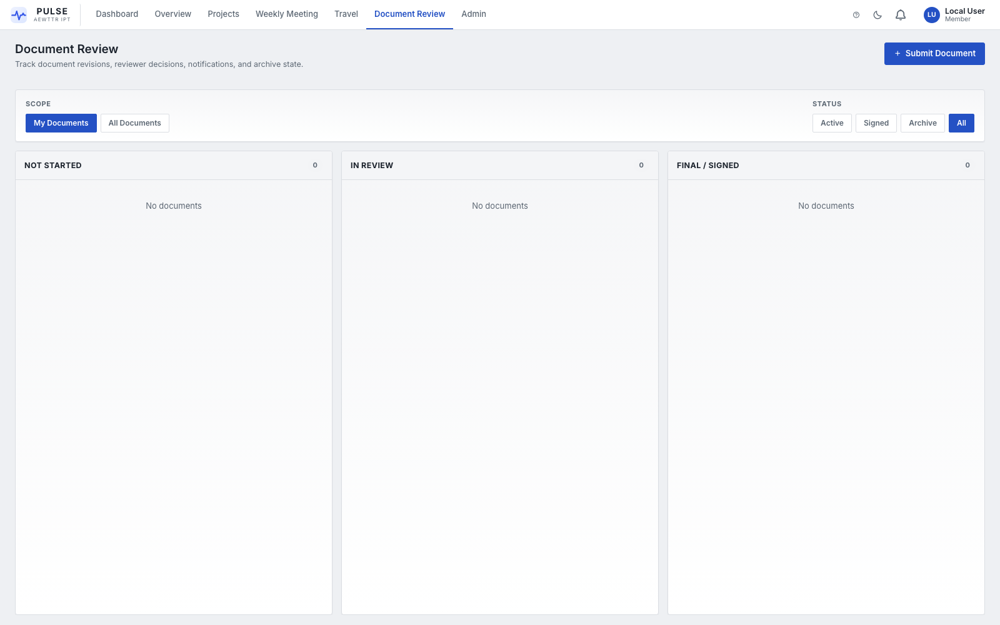 PULSE
AEWTTR IPT
Dashboard Overview Projects Weekly Meeting Travel Document Review Admin
LU
Local User
Member
Document Review
Track document revisions, reviewer decisions, notifications, and archive state.
+ Submit Document
SCOPE
My Documents All Documents
STATUS
Active Signed Archive All
NOT STARTED 0
No documents
IN REVIEW 0
No documents
FINAL / SIGNED 0
No documents